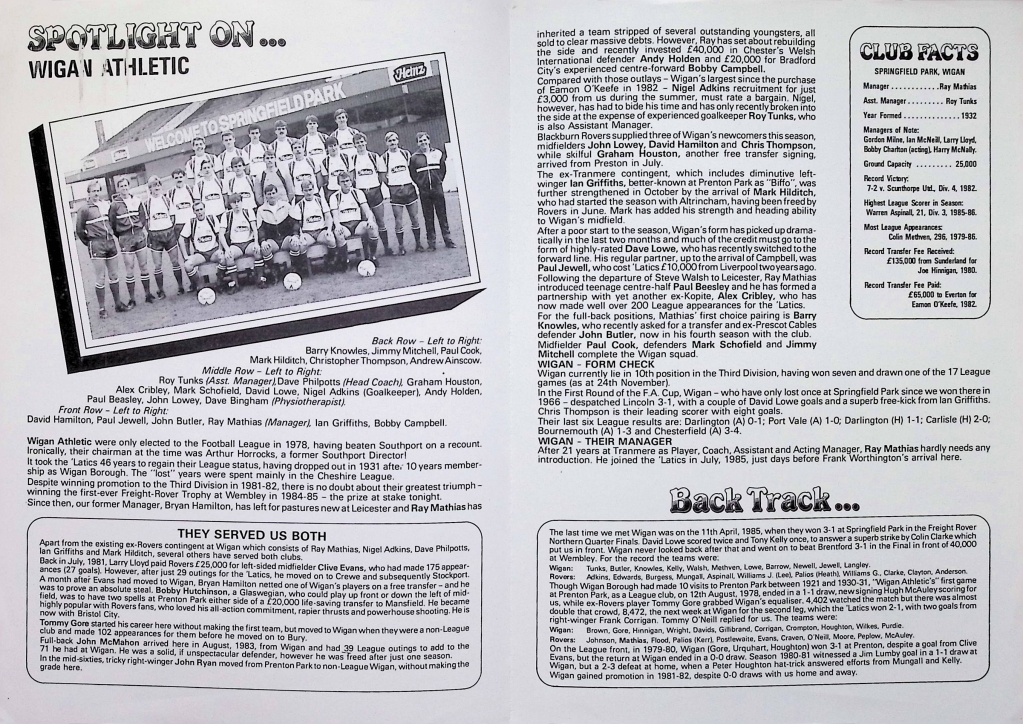 SPOTLIGHT ON...
WIGAN ATHLETIC
Heinz
WELCOME TO SPRINGFIELD PARK
Back Row – Left to Right:
Barry Knowles, Jimmy Mitchell, Paul Cook,
Mark Hilditch, Christopher Thompson, Andrew Ainscow.
Middle Row – Left to Right:
Roy Tunks (Asst. Manager), Dave Philpotts (Head Coach), Graham Houston,
Alex Cribley, Mark Schofield, David Lowe, Nigel Adkins (Goalkeeper), Andy Holden,
Paul Beasley, John Lowey, Dave Bingham (Physiotherapist).
Front Row – Left to Right:
David Hamilton, Paul Jewell, John Butler, Ray Mathias (Manager), Ian Griffiths, Bobby Campbell.
Wigan Athletic were only elected to the Football League in 1978, having beaten Southport on a recount.
Ironically, their chairman at the time was Arthur Horrocks, a former Southport Director!
It took the 'Latics 46 years to regain their League status, having dropped out in 1931 after 10 years member-
ship as Wigan Borough. The "lost" years were spent mainly in the Cheshire League.
Despite winning promotion to the Third Division in 1981-82, there is no doubt about their greatest triumph –
winning the first-ever Freight-Rover Trophy at Wembley in 1984-85 – the prize at stake tonight.
Since then, our former Manager, Bryan Hamilton, has left for pastures new at Leicester and Ray Mathias has
THEY SERVED US BOTH
Apart from the existing ex-Rovers contingent at Wigan which consists of Ray Mathias, Nigel Adkins, Dave Philpotts,
Ian Griffiths and Mark Hilditch, several others have served both clubs.
Back in July, 1981, Larry Lloyd paid Rovers £25,000 for left-sided midfielder Clive Evans, who had made 175 appear-
ances (27 goals). However, after just 29 outings for the 'Latics, he moved on to Crewe and subsequently Stockport.
A month after Evans had moved to Wigan, Bryan Hamilton netted one of Wigan's players on a free transfer – and he
was to prove an absolute steal. Bobby Hutchinson, a Glaswegian, who could play up front or down the left of mid-
field, was to have two spells at Prenton Park either side of a £20,000 life-saving transfer to Mansfield. He became
highly popular with Rovers fans, who loved his all-action commitment, rapier thrusts and powerhouse shooting. He is
now with Bristol City.
Tommy Gore started his career here without making the first team, but moved to Wigan when they were a non-League
club and made 102 appearances for them before he moved on to Bury.
Full-back John McMahon arrived here in August, 1983, from Wigan and had 39 League outings to add to the
71 he had at Wigan. He was a solid, if unspectacular defender, however he was freed after just one season.
In the mid-sixties, tricky right-winger John Ryan moved from Prenton Park to non-League Wigan, without making the
grade here.
inherited a team stripped of several outstanding youngsters, all
sold to clear massive debts. However, Ray has set about rebuilding
the side and recently invested £40,000 in Chester's Welsh
International defender Andy Holden and £20,000 for Bradford
City's experienced centre-forward Bobby Campbell.
Compared with those outlays – Wigan's largest since the purchase
of Eamon O'Keefe in 1982 – Nigel Adkins recruitment for just
£3,000 from us during the summer, must rate a bargain. Nigel,
however, has had to bide his time and has only recently broken into
the side at the expense of experienced goalkeeper Roy Tunks, who
is also Assistant Manager.
Blackburn Rovers supplied three of Wigan's newcomers this season,
midfielders John Lowey, David Hamilton and Chris Thompson,
while skilful Graham Houston, another free transfer signing,
arrived from Preston in July.
The ex-Tranmere contingent, which includes diminutive left-
winger Ian Griffiths, better-known at Prenton Park as "Biffo", was
further strengthened in October by the arrival of Mark Hilditch,
who had started the season with Altrincham, having been freed by
Rovers in June. Mark has added his strength and heading ability
to Wigan's midfield.
After a poor start to the season, Wigan's form has picked up drama-
tically in the last two months and much of the credit must go to the
form of highly-rated Dave Lowe, who has recently switched to the
forward line. His regular partner, up to the arrival of Campbell, was
Paul Jewell, who cost 'Latics £10,000 from Liverpool two years ago.
Following the departure of Steve Walsh to Leicester, Ray Mathias
introduced teenage centre-half Paul Beesley and he has formed a
partnership with yet another ex-Kopite, Alex Cribley, who has
now made well over 200 League appearances for the 'Latics.
For the full-back positions, Mathias' first choice pairing is Barry
Knowles, who recently asked for a transfer and ex-Prescot Cables
defender John Butler, now in his fourth season with the club.
Midfielder Paul Cook, defenders Mark Schofield and Jimmy
Mitchell complete the Wigan squad.
WIGAN - FORM CHECK
Wigan currently lie in 10th position in the Third Division, having won seven and drawn one of the 17 League
games (as at 24th November).
In the First Round of the F.A. Cup, Wigan – who have only lost once at Springfield Park since we won there in
1966 – despatched Lincoln 3-1, with a couple of David Lowe goals and a superb free-kick from Ian Griffiths.
Chris Thompson is their leading scorer with eight goals.
Their last six League results are: Darlington (A) 0-1; Port Vale (A) 1-0; Darlington (H) 1-1; Carlisle (H) 2-0;
Bournemouth (A) 1-3 and Chesterfield (A) 3-4.
WIGAN - THEIR MANAGER
After 21 years at Tranmere as Player, Coach, Assistant and Acting Manager, Ray Mathias hardly needs any
introduction. He joined the 'Latics in July, 1985, just days before Frank Worthington's arrival here.
CLUB FACTS
SPRINGFIELD PARK, WIGAN
Manager . . . . . . . . . . . . Ray Mathias
Asst. Manager . . . . . . . . . Roy Tunks
Year Formed . . . . . . . . . . . . . . 1932
Managers of Note:
Gordon Milne, Ian McNeill, Larry Lloyd,
Bobby Charlton (acting), Harry McNally.
Ground Capacity . . . . . . . . . 25,000
Record Victory:
7-2 v. Scunthorpe Utd., Div. 4, 1982.
Highest League Scorer in Season:
Warren Aspinall, 21, Div. 3, 1985-86.
Most League Appearances:
Colin Methven, 296, 1979-86.
Record Transfer Fee Received:
£135,000 from Sunderland for
Joe Hinnigan, 1980.
Record Transfer Fee Paid:
£65,000 to Everton for
Eamon O'Keefe, 1982.
Back Track...
The last time we met Wigan was on the 11th April, 1985, when they won 3-1 at Springfield Park in the Freight Rover
Northern Quarter Finals. David Lowe scored twice and Tony Kelly once, to answer a superb strike by Colin Clarke which
put us in front. Wigan never looked back after that and went on to beat Brentford 3-1 in the Final in front of 40,000
at Wembley. For the record the teams were:
Wigan: Tunks, Butler, Knowles, Kelly, Walsh, Methven, Lowe, Barrow, Newell, Jewell, Langley.
Rovers: Adkins, Edwards, Burgess, Mungall, Aspinall, Williams J. (Lee), Palios (Heath), Williams G., Clarke, Clayton, Anderson.
Though Wigan Borough had made 10 visits to Prenton Park between 1921 and 1930-31, "Wigan Athletic's" first game
at Prenton Park, as a League club, on 12th August, 1978, ended in a 1-1 draw, new signing Hugh McAuley scoring for
us, while ex-Rovers player Tommy Gore grabbed Wigan's equaliser. 4,402 watched the match but there was almost
double that crowd, 8,472, the next week at Wigan for the second leg, which the 'Latics won 2-1, with two goals from
right-winger Frank Corrigan. Tommy O'Neill replied for us. The teams were:
Wigan: Brown, Gore, Hinnigan, Wright, Davids, Gillibrand, Corrigan, Crompton, Houghton, Wilkes, Purdie.
Rovers: Johnson, Mathias, Flood, Palios (Kerr), Postlewaite, Evans, Craven, O'Neill, Moore, Peplow, McAuley.
On the League front, in 1979-80, Wigan (Gore, Urquhart, Houghton) won 3-1 at Prenton, despite a goal from Clive
Evans, but the return at Wigan ended in a 0-0 draw. Season 1980-81 witnessed a Jim Lumby goal in a 1-1 draw at
Wigan, but a 2-3 defeat at home, when a Peter Houghton hat-trick answered efforts from Mungall and Kelly.
Wigan gained promotion in 1981-82, despite 0-0 draws with us home and away.